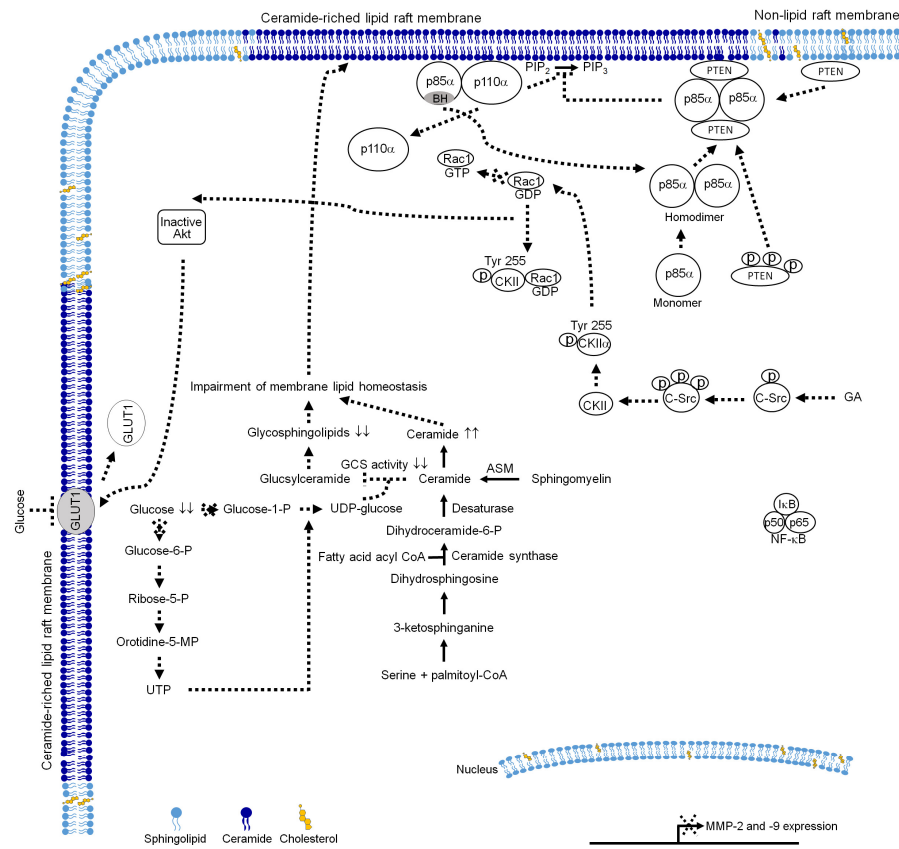 Ceramide-riched lipid raft membrane
Non-lipid raft membrane
p85α
BH
p110α
PIP2
PIP3
PTEN
p85α
p85α
PTEN
PTEN
p110α
Rac1
GTP
Rac1
GDP
p85α
p85α
Homodimer
Inactive
Akt
Tyr 255
p
CKII
Rac1
GDP
p85α
Monomer
p
p
p
PTEN
Tyr 255
p
CKIIα
Impairment of membrane lipid homeostasis
CKII
p
p
p
C-Src
p
C-Src
GA
GLUT1
Glycosphingolipids ↓↓
Ceramide ↑↑
GCS activity ↓↓
Glucsylceramide
Ceramide
ASM
Sphingomyelin
Glucose
GLUT1
Glucose ↓↓
Glucose-1-P
UDP-glucose
Desaturase
Dihydroceramide-6-P
IκB
p50
p65
NF-κB
Glucose-6-P
Fatty acid acyl CoA
Ceramide synthase
Dihydrosphingosine
Ribose-5-P
3-ketosphinganine
Orotidine-5-MP
Serine + palmitoyl-CoA
UTP
Ceramide-riched lipid raft membrane
Nucleus
Sphingolipid
Ceramide
Cholesterol
MMP-2 and -9 expression